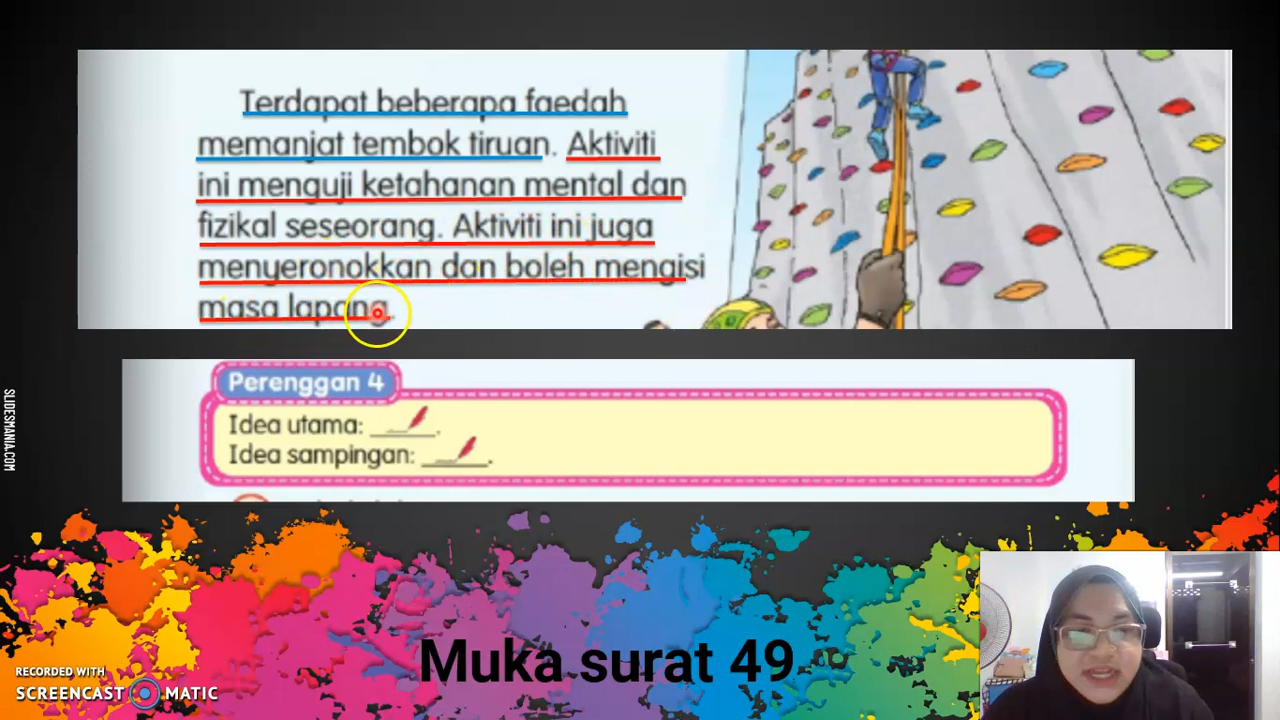 Terdapat beberapa faedah
memanjat tembok tiruan. Aktiviti
ini menguji ketahanan mental dan
fizikal seseorang. Aktiviti ini juga
menyeronokkan dan boleh mengisi
masa lapang.
Perenggan 4
Idea utama: ______.
Idea sampingan: ______.
SLIDESMANIA.COM
Muka surat 49
RECORDED WITH
SCREENCAST MATIC